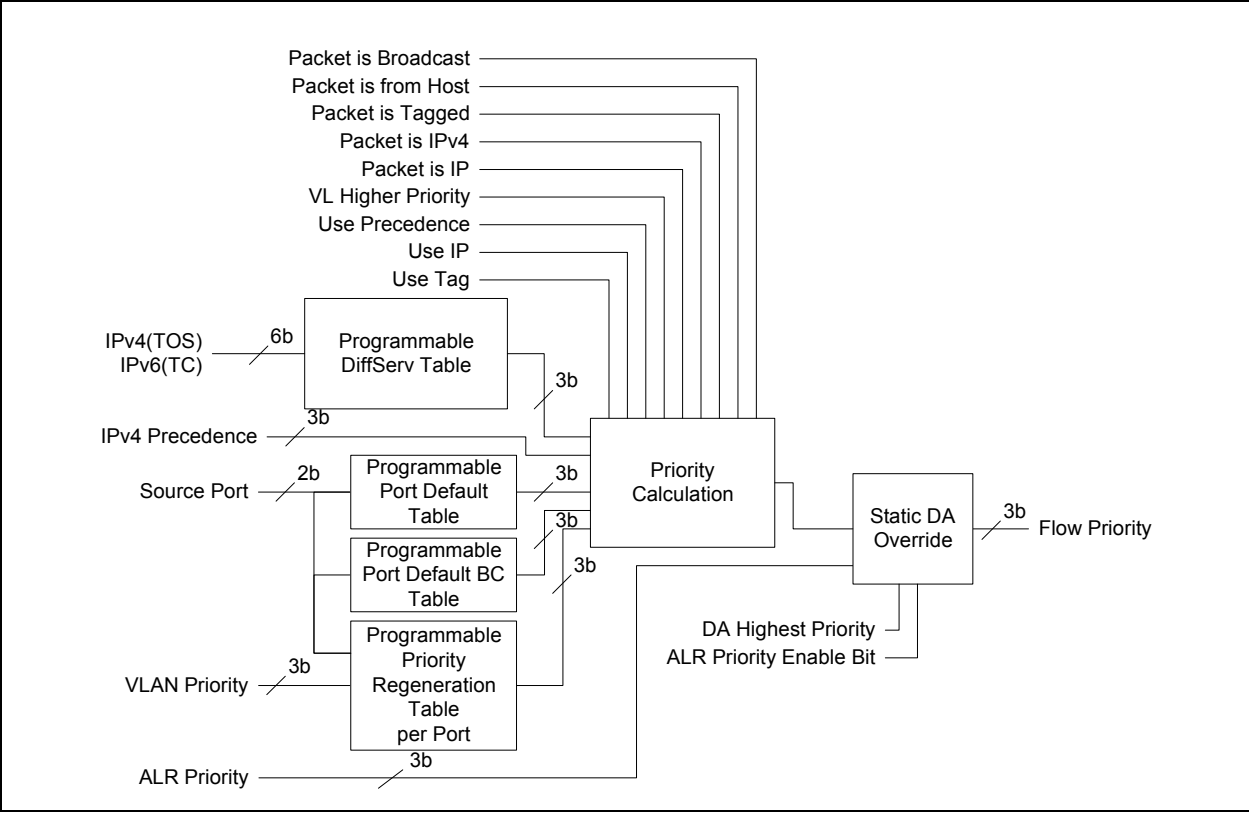 Packet is Broadcast
Packet is from Host
Packet is Tagged
Packet is IPv4
Packet is IP
VL Higher Priority
Use Precedence
Use IP
Use Tag
IPv4(TOS)
IPv6(TC)
6b
Programmable
DiffServ Table
3b
IPv4 Precedence
3b
Source Port
2b
Programmable
Port Default
Table
3b
Programmable
Port Default BC
Table
3b
VLAN Priority
3b
Programmable
Priority
Regeneration
Table
per Port
3b
Priority
Calculation
ALR Priority
3b
Static DA
Override
3b
Flow Priority
DA Highest Priority
ALR Priority Enable Bit